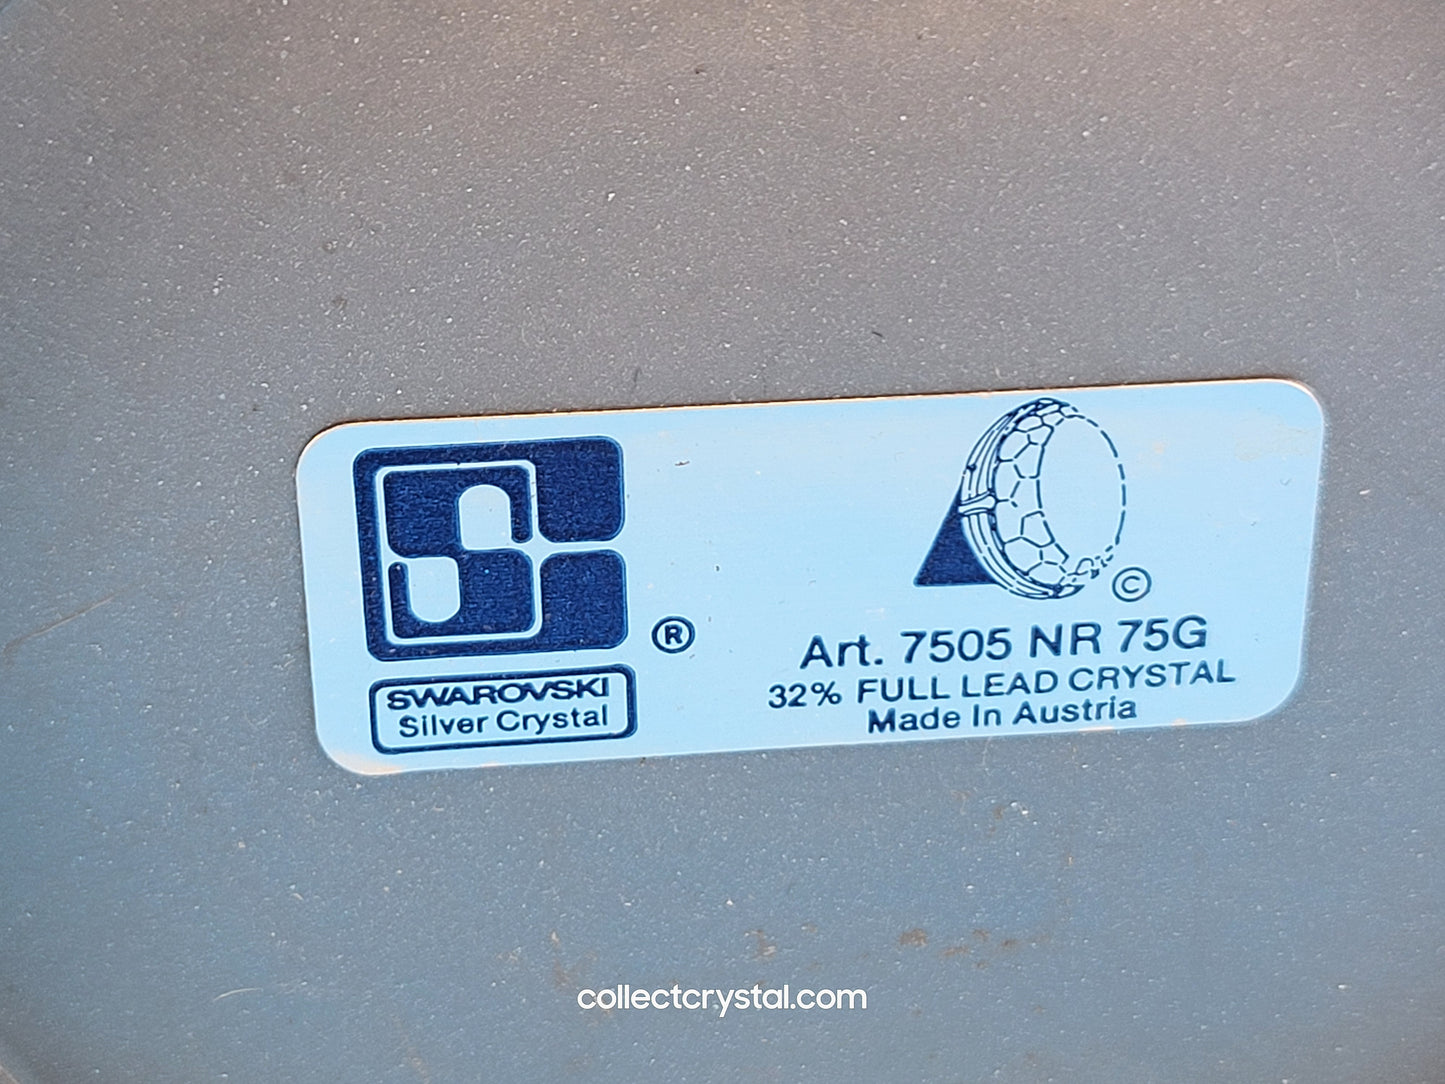 ®
SWAROVSKI
Silver Crystal
©
Art. 7505 NR 75G
32% FULL LEAD CRYSTAL
Made In Austria
collectcrystal.com